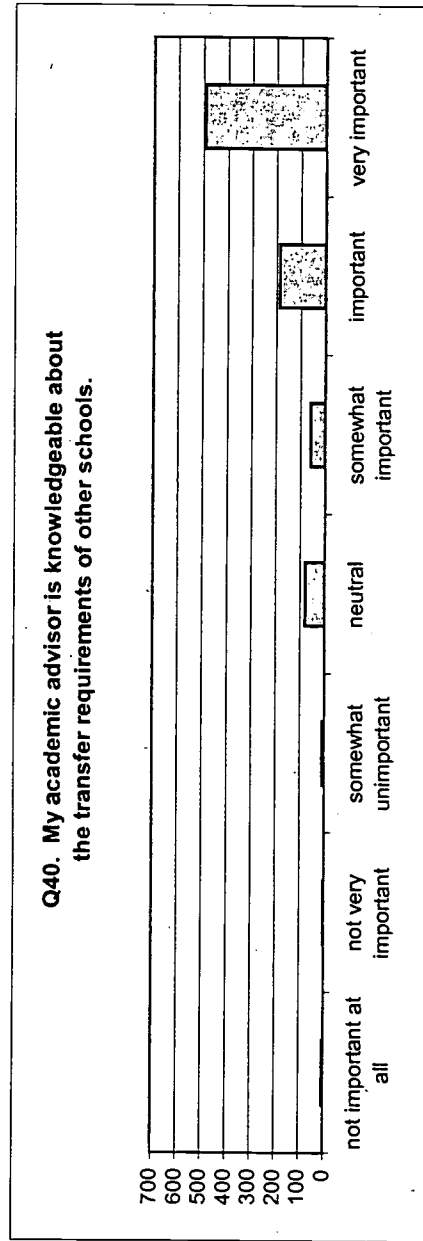 Q40. My academic advisor is knowledgeable about
the transfer requirements of other schools.
700
600
500
400
300
200
100
0
not important at
all
not very
important
somewhat
unimportant
neutral
somewhat
important
important
very important